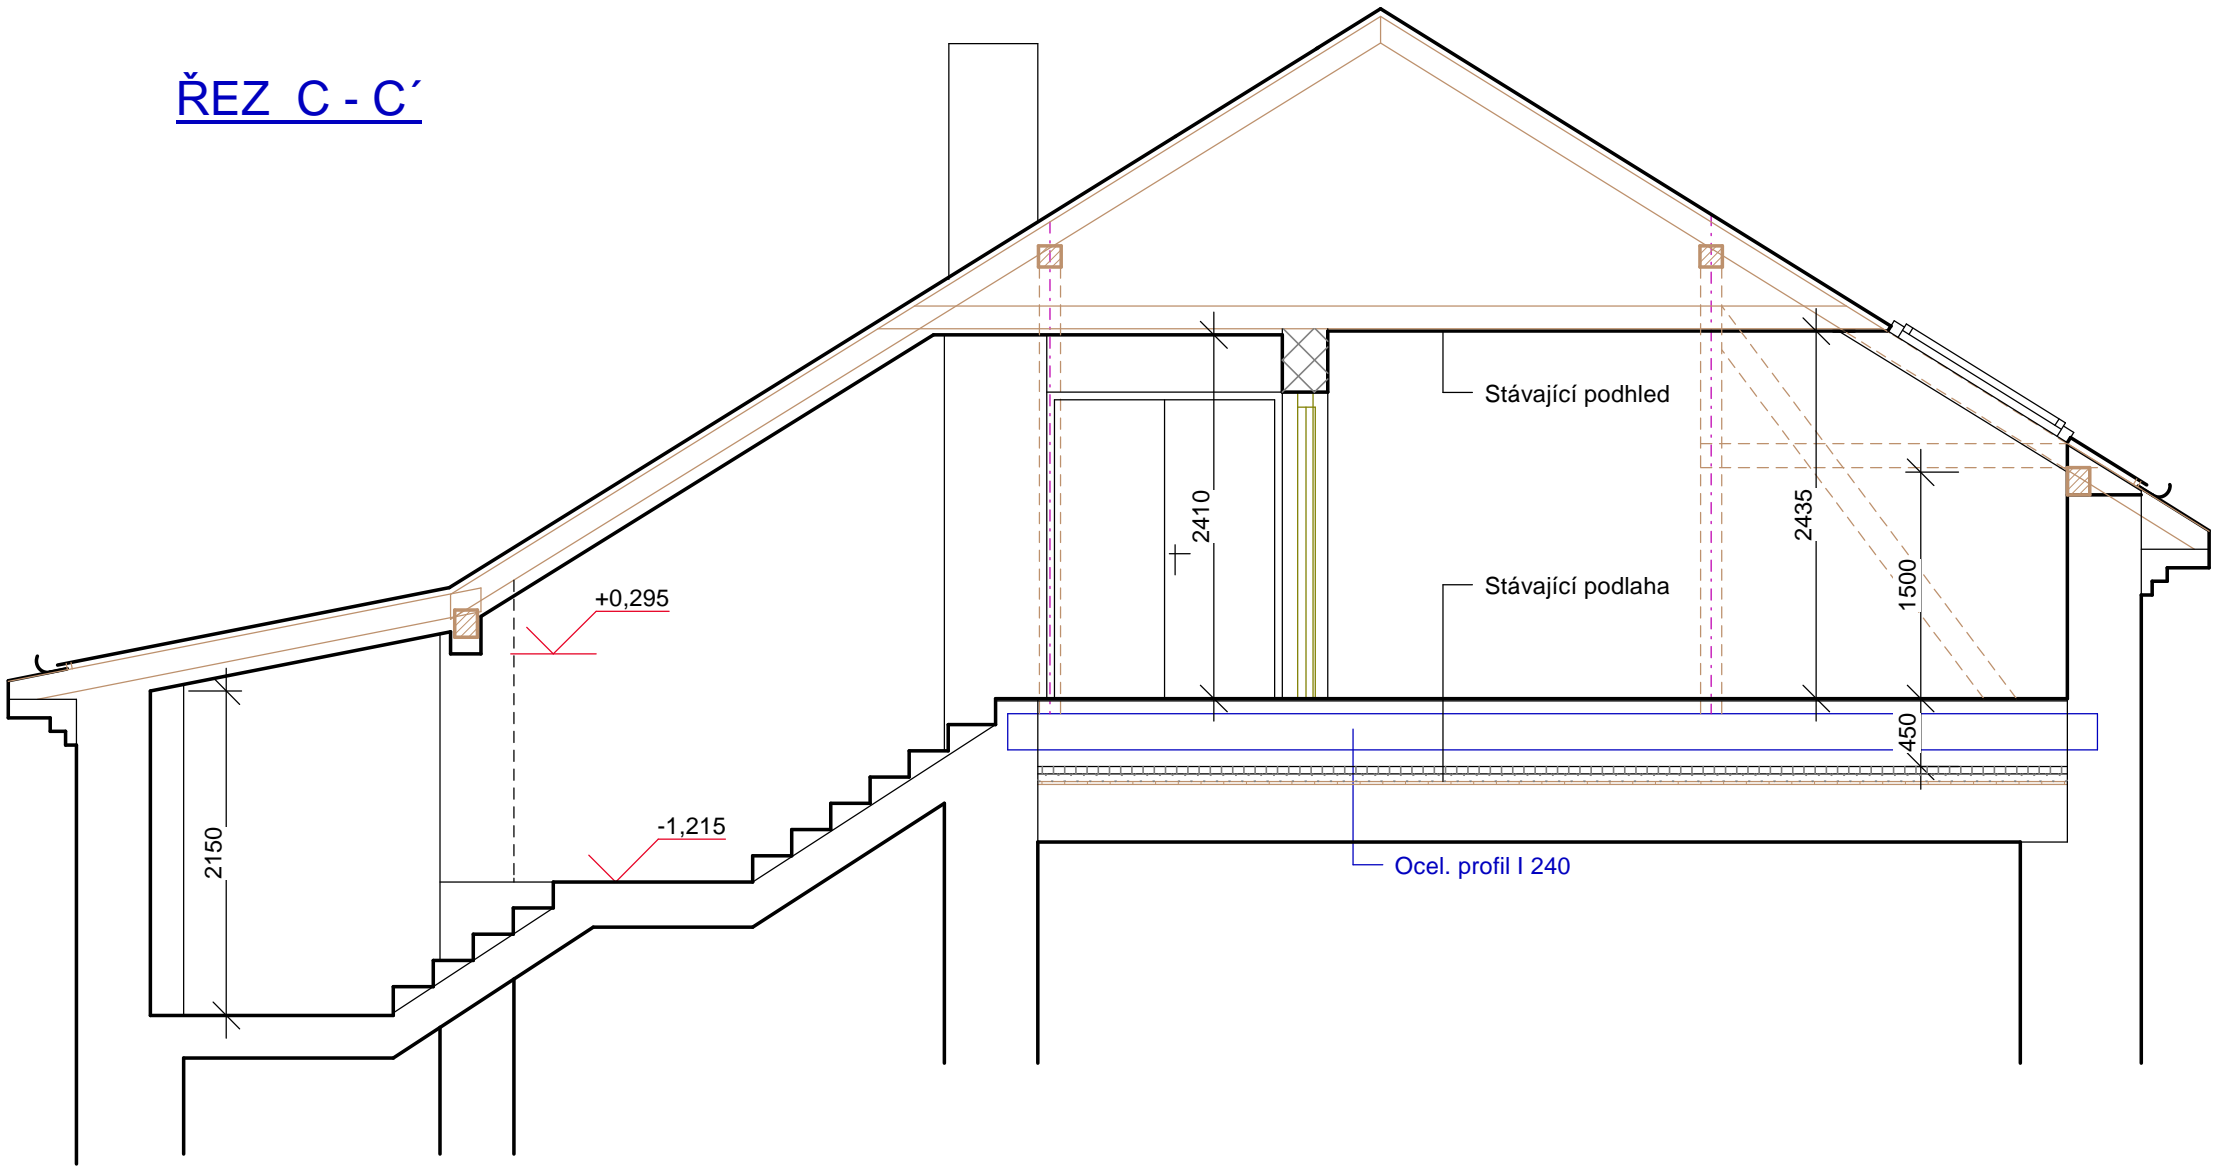 ŘEZ C - C´
Stávající podhled
2410
2435
1500
Stávající podlaha
+0,295
450
-1,215
2150
Ocel. profil I 240